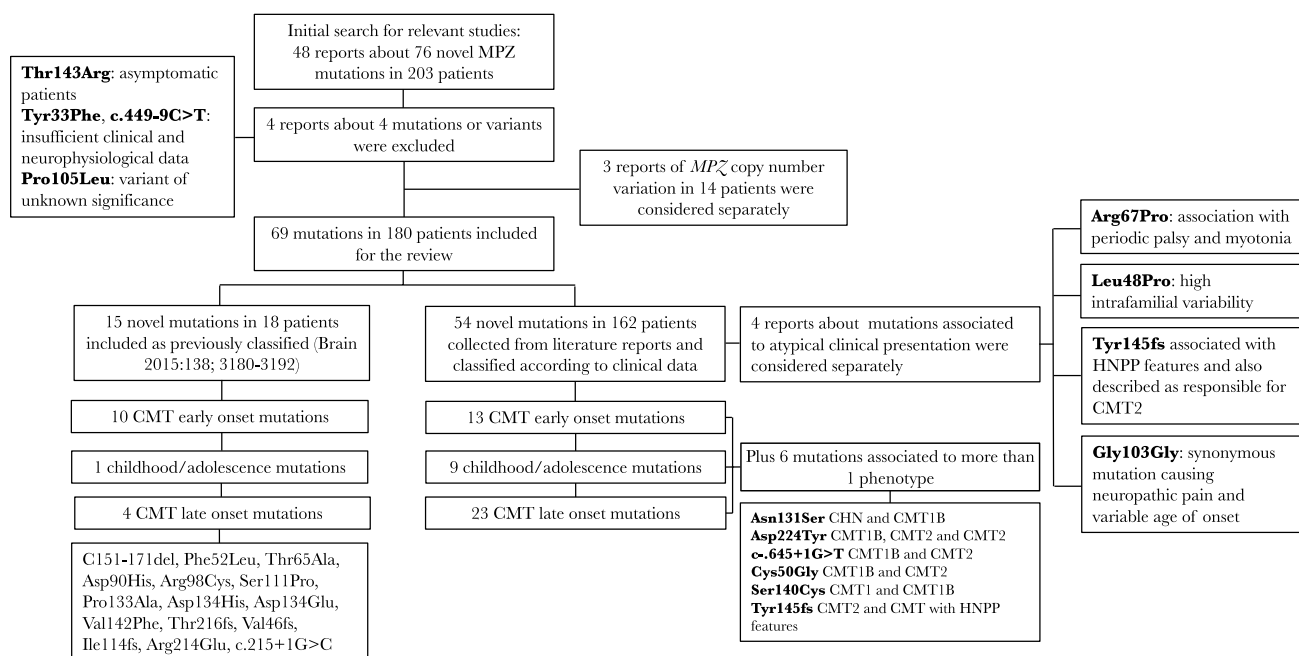 Initial search for relevant studies:
48 reports about 76 novel MPZ
mutations in 203 patients
Thr143Arg: asymptomatic
patients
Tyr33Phe, c.449-9C>T:
insufficient clinical and
neurophysiological data
Pro105Leu: variant of
unknown significance
4 reports about 4 mutations or variants
were excluded
3 reports of MPZ copy number
variation in 14 patients were
considered separately
69 mutations in 180 patients included
for the review
15 novel mutations in 18 patients
included as previously classified (Brain
2015:138; 3180-3192)
10 CMT early onset mutations
1 childhood/adolescence mutations
4 CMT late onset mutations
C151-171del, Phe52Leu, Thr65Ala,
Asp90His, Arg98Cys, Ser111Pro,
Pro133Ala, Asp134His, Asp134Glu,
Val142Phe, Thr216fs, Val46fs,
Ile114fs, Arg214Glu, c.215+1G>C
54 novel mutations in 162 patients
collected from literature reports and
classified according to clinical data
13 CMT early onset mutations
9 childhood/adolescence mutations
23 CMT late onset mutations
Plus 6 mutations associated to more than
1 phenotype
Asn131Ser CHN and CMT1B
Asp224Tyr CMT1B, CMT2 and CMT2
c-.645+1G>T CMT1B and CMT2
Cys50Gly CMT1B and CMT2
Ser140Cys CMT1 and CMT1B
Tyr145fs CMT2 and CMT with HNPP
features
4 reports about mutations associated
to atypical clinical presentation were
considered separately
Arg67Pro: association with
periodic palsy and myotonia
Leu48Pro: high
intrafamilial variability
Tyr145fs associated with
HNPP features and also
described as responsible for
CMT2
Gly103Gly: synonymous
mutation causing
neuropathic pain and
variable age of onset